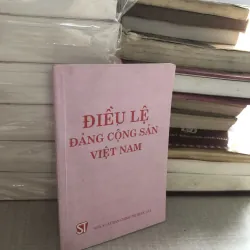 ĐIỀU LỆ
ĐẢNG CỘNG SẢN
VIỆT NAM